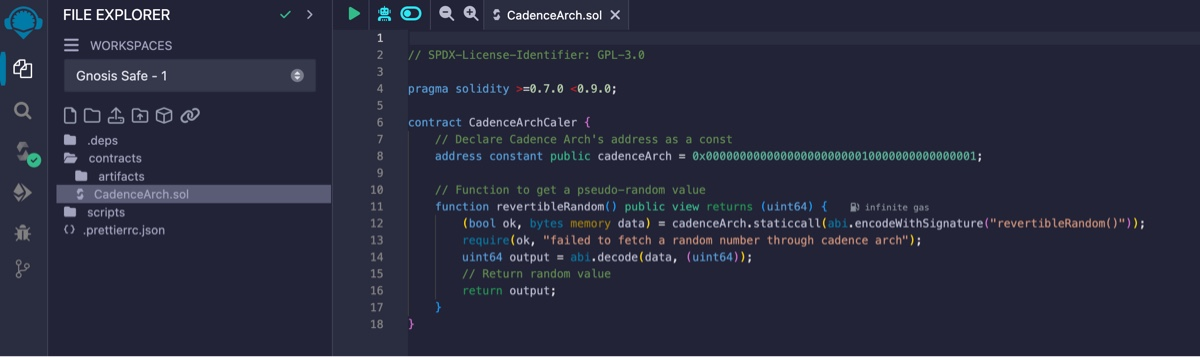 FILE EXPLORER
WORKSPACES
Gnosis Safe - 1
.deps
contracts
artifacts
CadenceArch.sol
scripts
.prettierrc.json
CadenceArch.sol
1
2 // SPDX-License-Identifier: GPL-3.0
3
4 pragma solidity >=0.7.0 <0.9.0;
5
6 contract CadenceArchCaler {
7 // Declare Cadence Arch's address as a const
8 address constant public cadenceArch = 0x0000000000000000000000010000000000000001;
9
10 // Function to get a pseudo-random value
11 function revertibleRandom() public view returns (uint64) { infinite gas
12 (bool ok, bytes memory data) = cadenceArch.staticcall(abi.encodeWithSignature("revertibleRandom()"));
13 require(ok, "failed to fetch a random number through cadence arch");
14 uint64 output = abi.decode(data, (uint64));
15 // Return random value
16 return output;
17 }
18 }